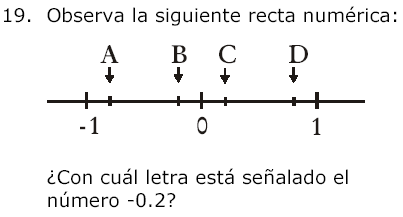 19. Observa la siguiente recta numérica:
A B C D
-1 0 1
¿Con cuál letra está señalado el
número -0.2?